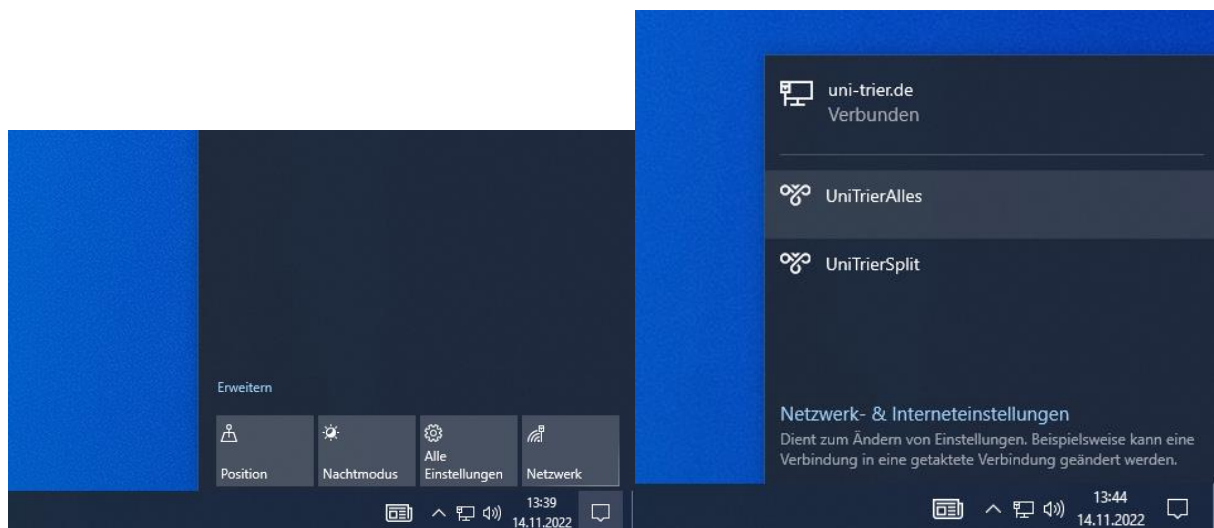 Erweitern
Position
Nachtmodus
Alle
Einstellungen
Netzwerk
13:39
14.11.2022
uni-trier.de
Verbunden
UniTrierAlles
UniTrierSplit
Netzwerk- & Interneteinstellungen
Dient zum Ändern von Einstellungen. Beispielsweise kann eine
Verbindung in eine getaktete Verbindung geändert werden.
13:44
14.11.2022